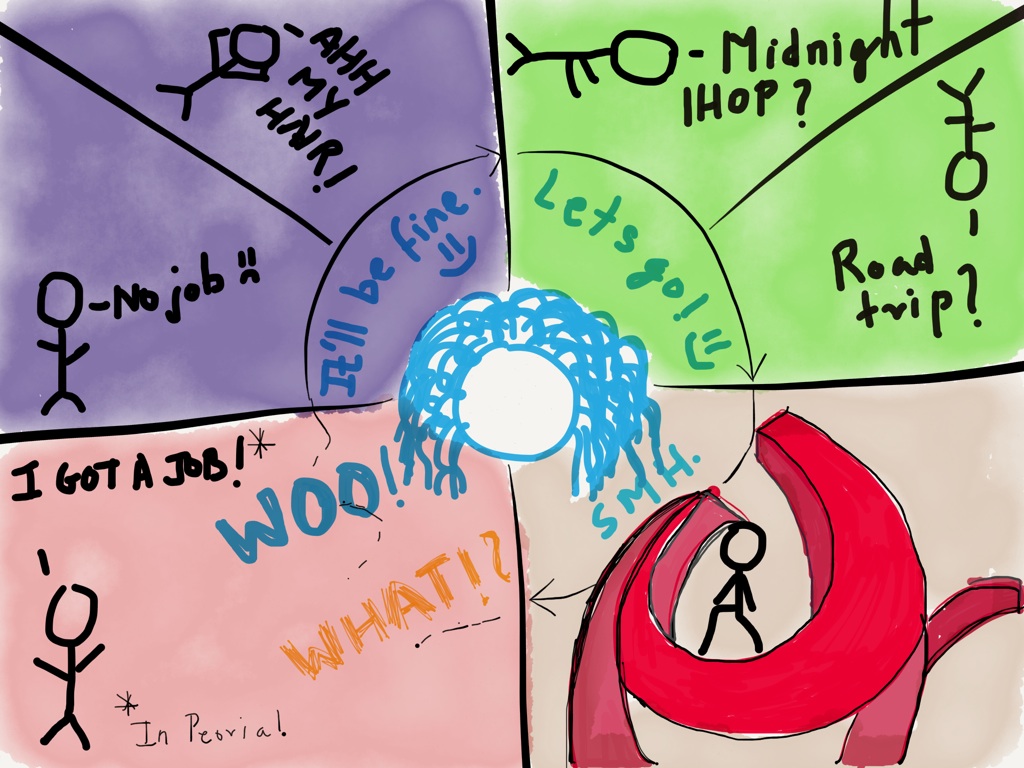 - AHH
MY
HNR!
- No job :(
It'll be fine. :)
- Midnight
IHOP?
Road
trip?
Lets go! :)
I GOT A JOB!*
WOO!
WHAT!?
* In Peoria!
SMH.